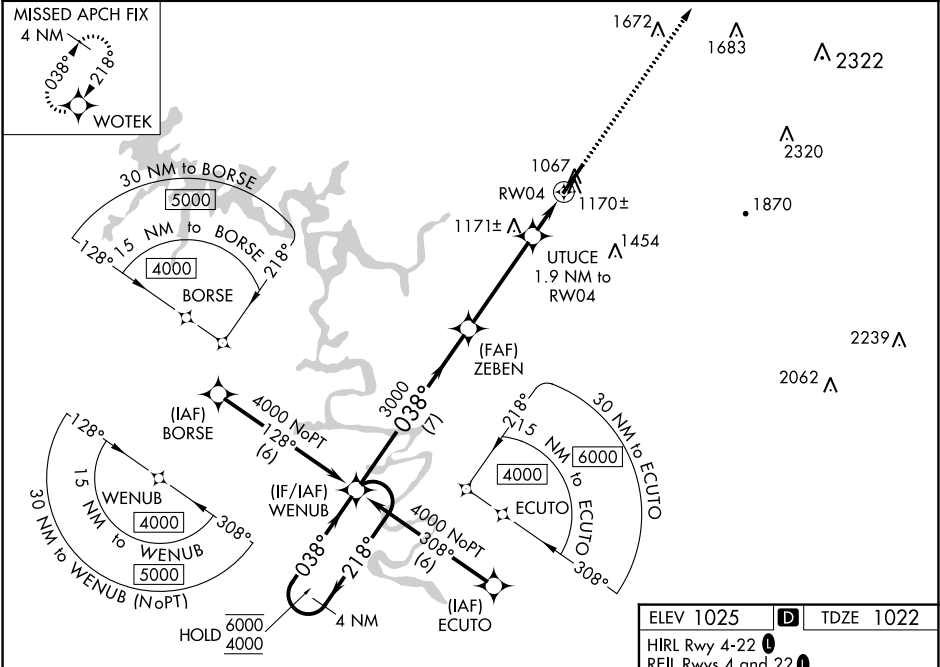 MISSED APCH FIX
4 NM
038°
218°
WOTEK
1672
1683
2322
2320
1870
1067
RW04
1170±
1171±
1454
UTUCE
1.9 NM to
RW04
2239
2062
30 NM to BORSE
5000
15 NM to BORSE
4000
128°
218°
BORSE
(FAF)
ZEBEN
3000
038°
(7)
(IAF)
BORSE
4000 NoPT
128°
(6)
(IF/IAF)
WENUB
128°
15 NM to WENUB
WENUB
4000
308°
5000
30 NM to WENUB (NoPT)
218°
30 NM to ECUTO
6000
215 NM to ECUTO
4000
ECUTO
308°
4000 NoPT
308°
(6)
(IAF)
ECUTO
038°
218°
4 NM
HOLD 6000
4000
ELEV 1025 D TDZE 1022
HIRL Rwy 4-22 L
REIL Rwys 4 and 22 L